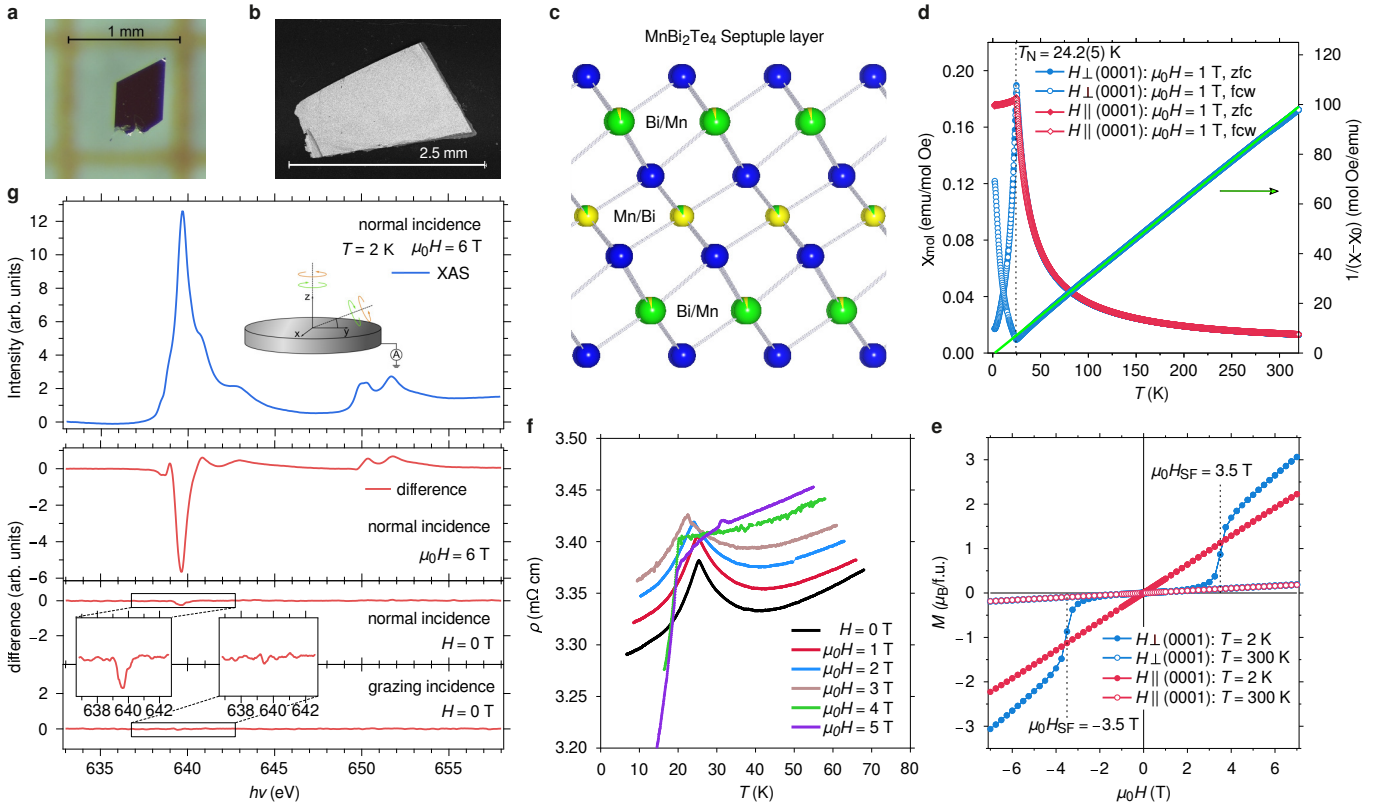 a
1 mm
b
2.5 mm
c
MnBi2Te4 Septuple layer
Bi/Mn
Mn/Bi
Bi/Mn
d
TN = 24.2(5) K
H⊥(0001): μ0H = 1 T, zfc
H⊥(0001): μ0H = 1 T, fcw
H||(0001): μ0H = 1 T, zfc
H||(0001): μ0H = 1 T, fcw
0.20
0.16
0.12
0.08
0.04
0.00
χmol (emu/mol Oe)
120
100
80
60
40
20
0
1/(χ−χ0) (mol Oe/emu)
0 50 100 150 200 250 300
T (K)
g
12
10
8
6
4
2
0
Intensity (arb. units)
normal incidence
T = 2 K μ0H = 6 T
XAS
z
x
y
A
0
−2
−4
−6
difference
normal incidence
μ0H = 6 T
0
−2
normal incidence
H = 0 T
638 640 642
638 640 642
2
0
grazing incidence
H = 0 T
difference (arb. units)
635 640 645 650 655
hν (eV)
f
3.50
3.45
3.40
3.35
3.30
3.25
3.20
ρ (mΩ cm)
H = 0 T
μ0H = 1 T
μ0H = 2 T
μ0H = 3 T
μ0H = 4 T
μ0H = 5 T
0 10 20 30 40 50 60 70 80
T (K)
e
3
2
1
0
−1
−2
−3
M (μB/f.u.)
μ0HSF = 3.5 T
H⊥(0001): T = 2 K
H⊥(0001): T = 300 K
H||(0001): T = 2 K
H||(0001): T = 300 K
μ0HSF = −3.5 T
−6 −4 −2 0 2 4 6
μ0H (T)